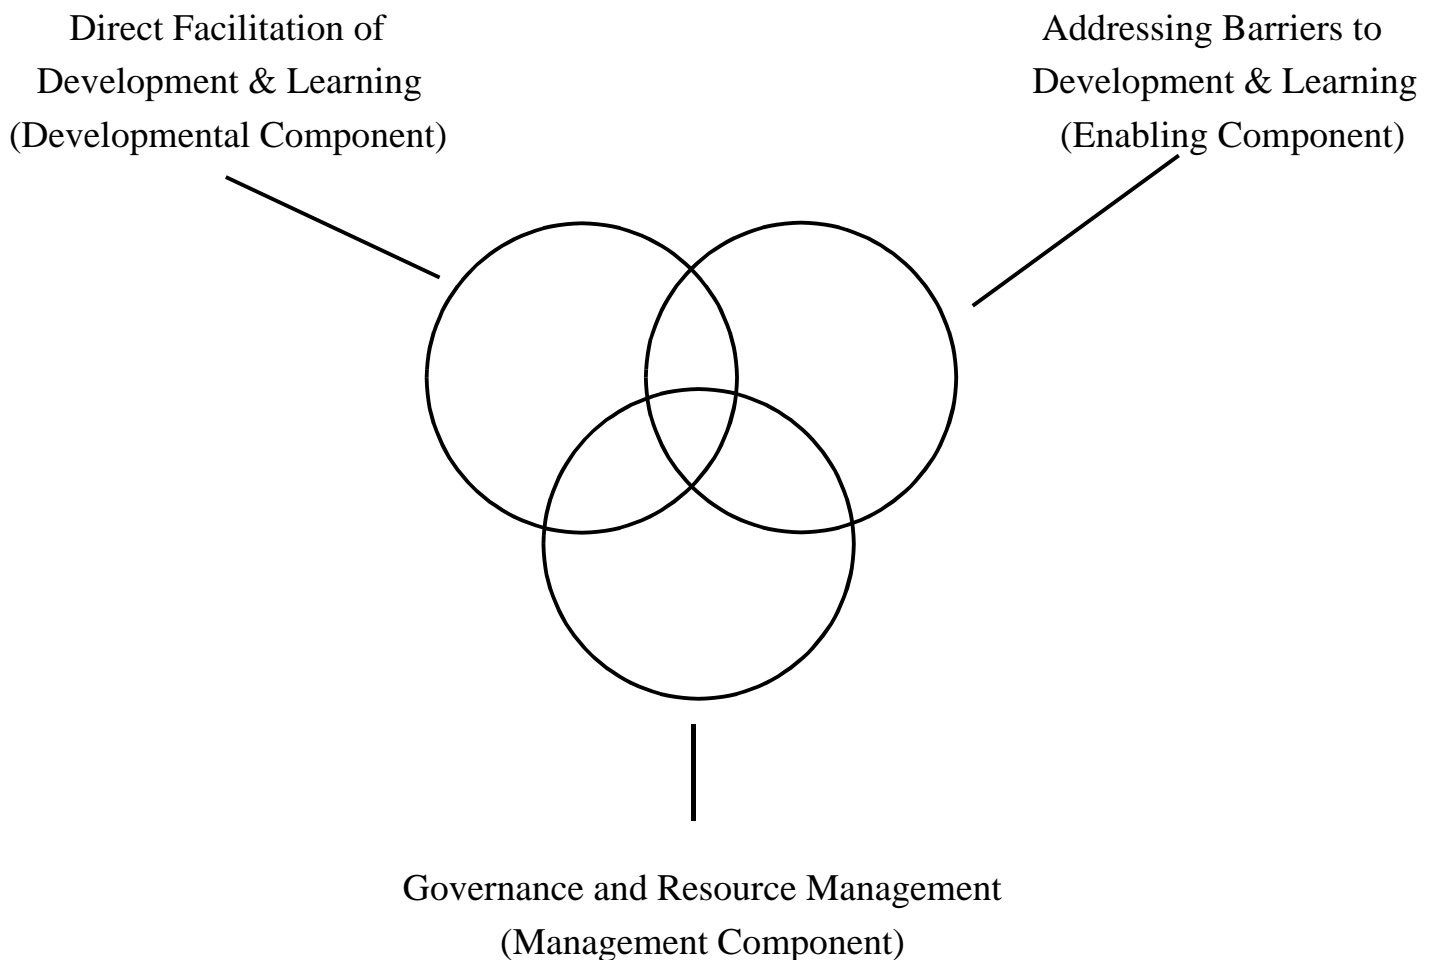 Direct Facilitation of
Development & Learning
(Developmental Component)
Addressing Barriers to
Development & Learning
(Enabling Component)
Governance and Resource Management
(Management Component)